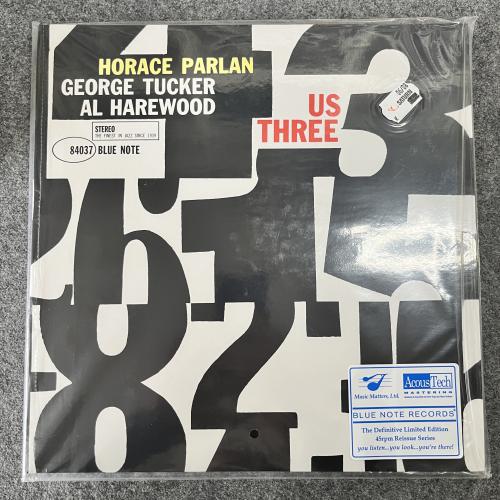 HORACE PARLAN
GEORGE TUCKER
AL HAREWOOD
US
THREE
STEREO
THE FINEST IN JAZZ SINCE 1939
84037 BLUE NOTE
Music Matters, Ltd.
AcousTech
MASTERING
BLUE NOTE RECORDS
The Definitive Limited Edition
45rpm Reissue Series
you listen...you look...you're there!